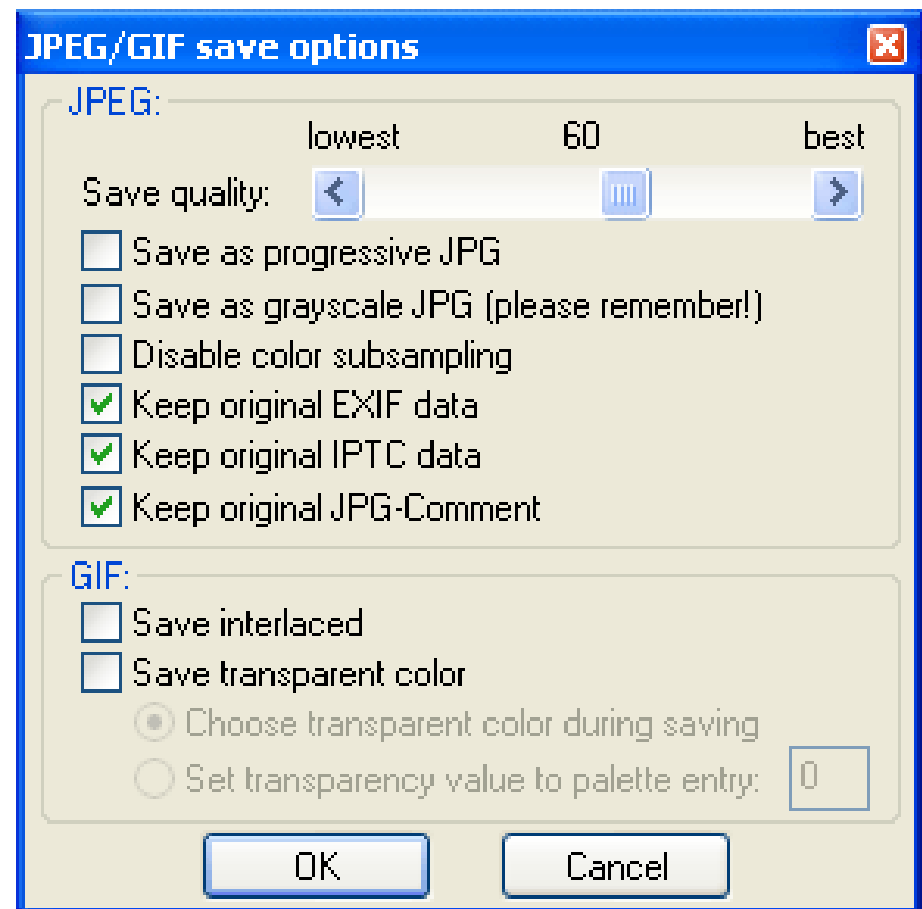 JPEG/GIF save options
JPEG:
lowest 60 best
Save quality:
Save as progressive JPG
Save as grayscale JPG (please remember!)
Disable color subsampling
Keep original EXIF data
Keep original IPTC data
Keep original JPG-Comment
GIF:
Save interlaced
Save transparent color
Choose transparent color during saving
Set transparency value to palette entry: 0
OK Cancel